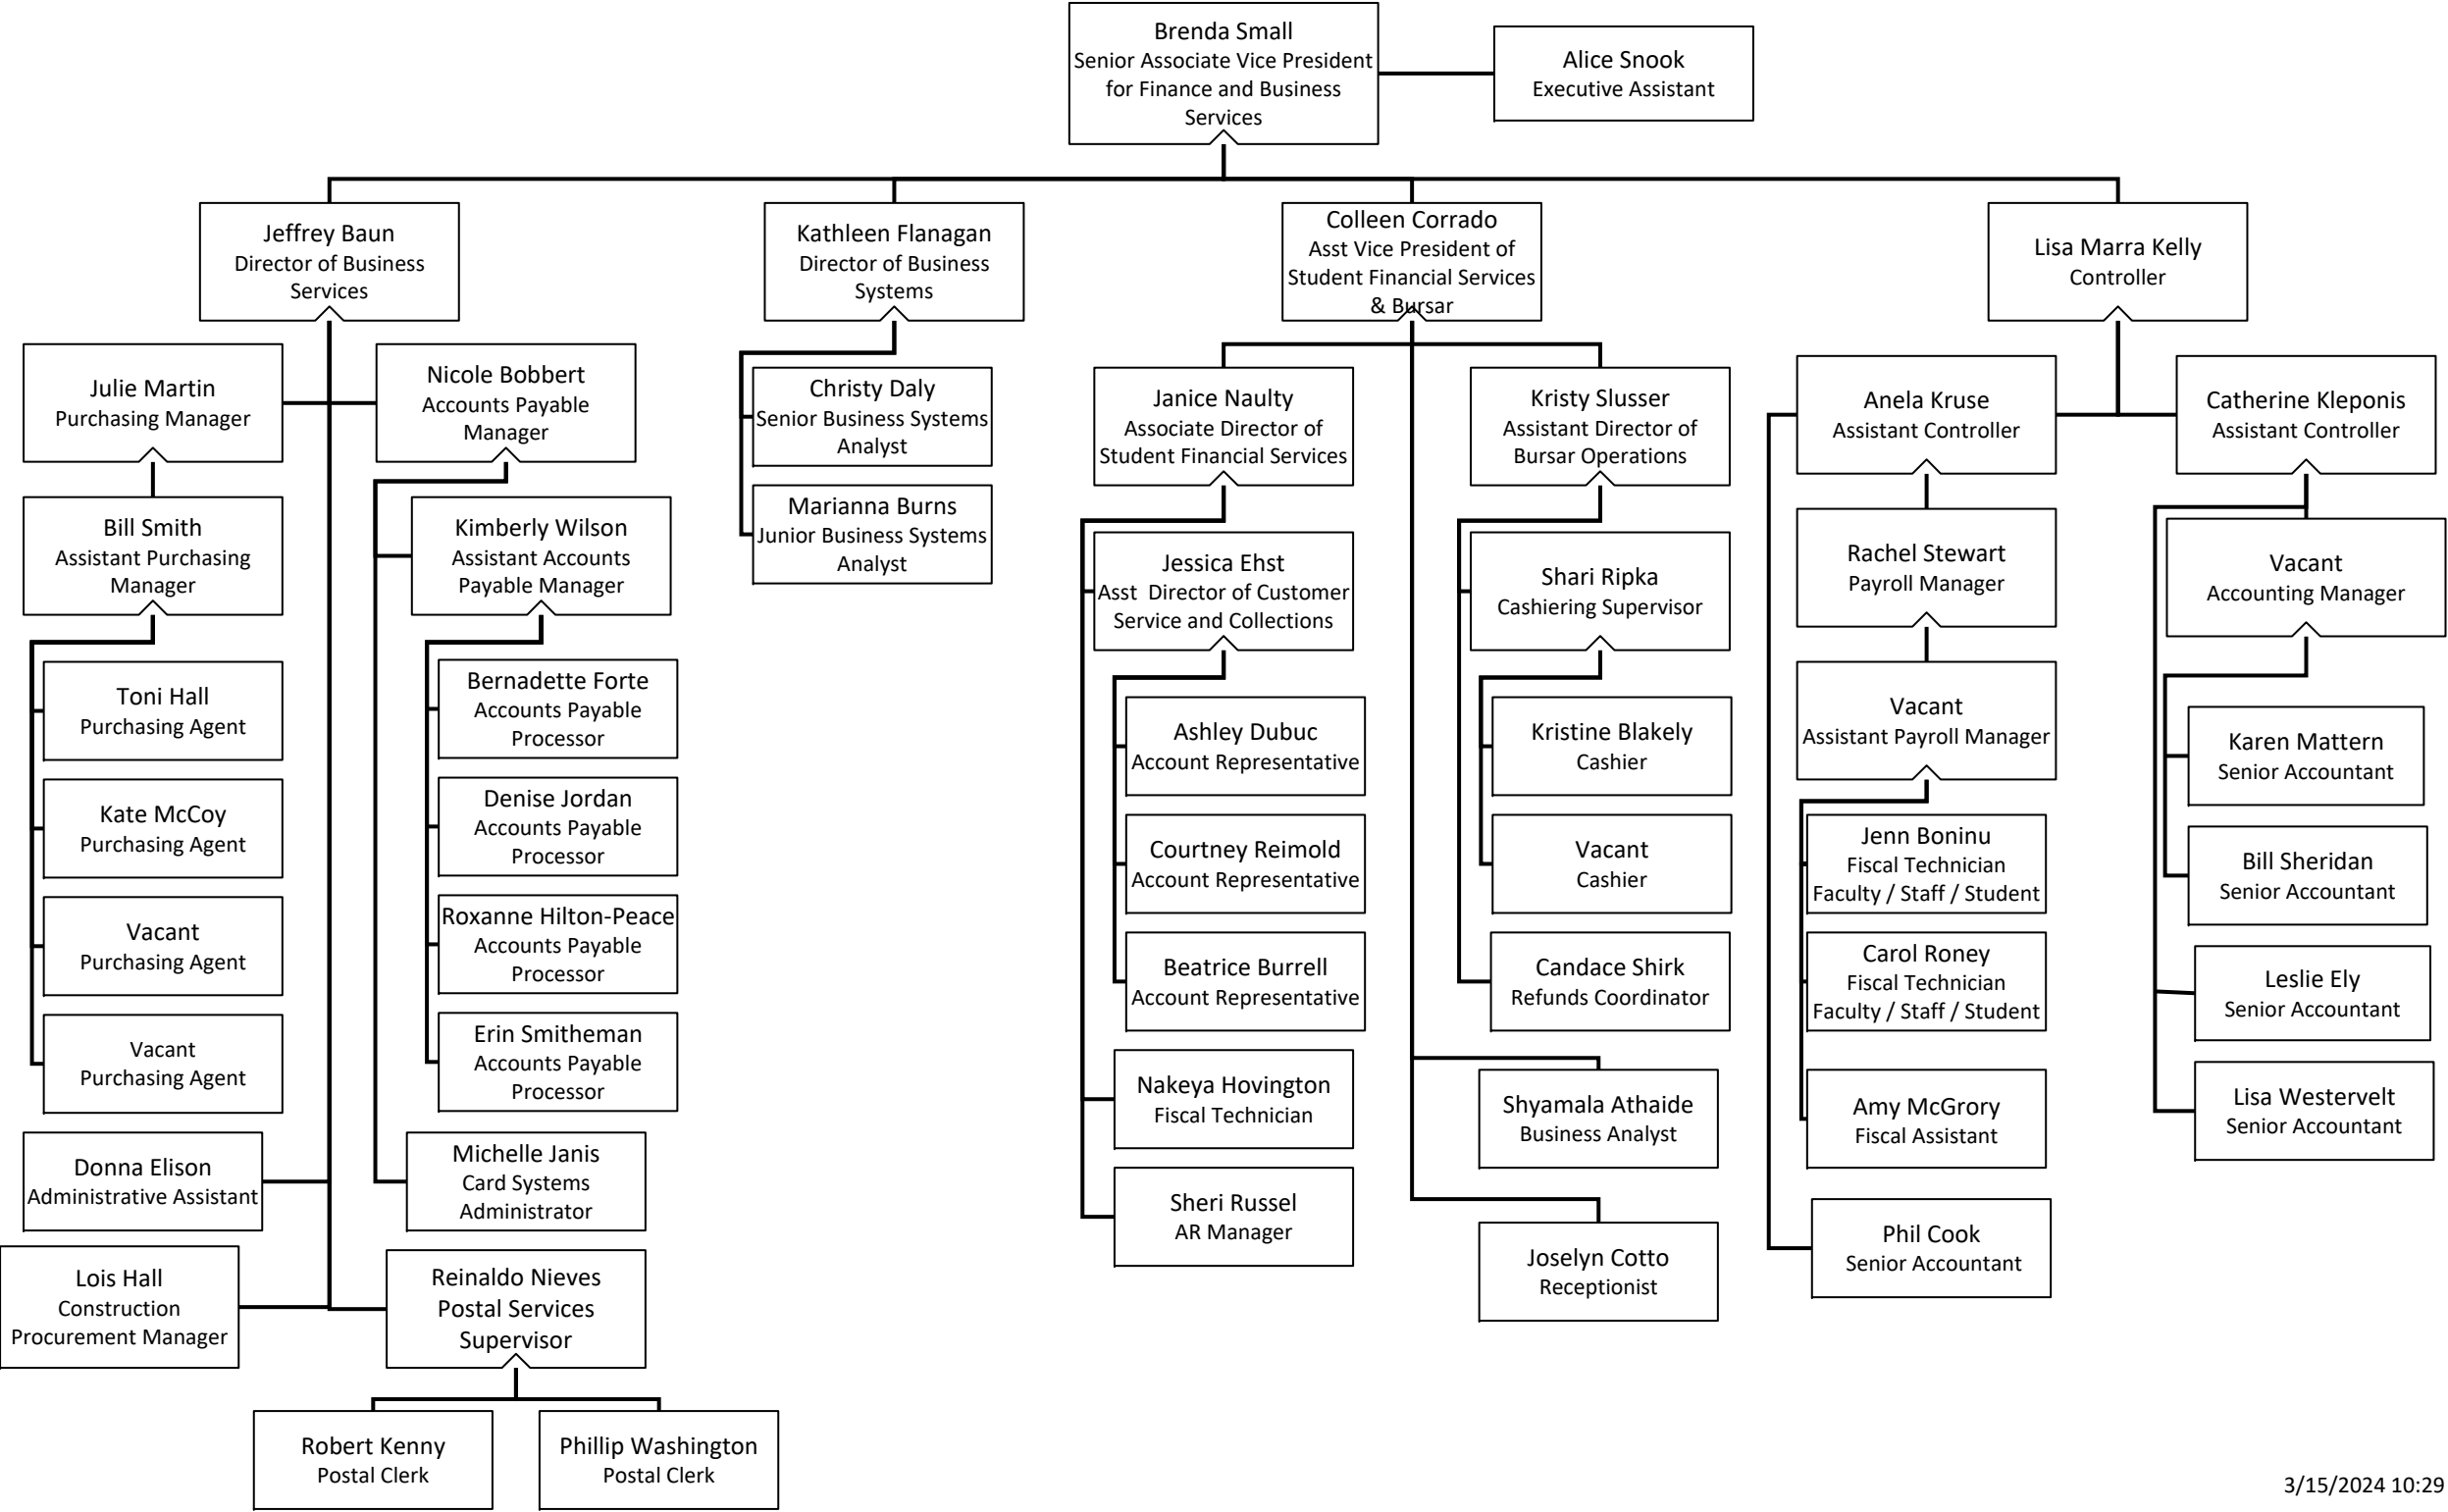 Brenda Small
Senior Associate Vice President
for Finance and Business
Services
Alice Snook
Executive Assistant
Jeffrey Baun
Director of Business
Services
Kathleen Flanagan
Director of Business
Systems
Colleen Corrado
Asst Vice President of
Student Financial Services
& Bursar
Lisa Marra Kelly
Controller
Julie Martin
Purchasing Manager
Nicole Bobbert
Accounts Payable
Manager
Bill Smith
Assistant Purchasing
Manager
Kimberly Wilson
Assistant Accounts
Payable Manager
Toni Hall
Purchasing Agent
Kate McCoy
Purchasing Agent
Vacant
Purchasing Agent
Vacant
Purchasing Agent
Bernadette Forte
Accounts Payable
Processor
Denise Jordan
Accounts Payable
Processor
Roxanne Hilton-Peace
Accounts Payable
Processor
Erin Smitheman
Accounts Payable
Processor
Donna Elison
Administrative Assistant
Michelle Janis
Card Systems
Administrator
Lois Hall
Construction
Procurement Manager
Reinaldo Nieves
Postal Services
Supervisor
Robert Kenny
Postal Clerk
Phillip Washington
Postal Clerk
Christy Daly
Senior Business Systems
Analyst
Marianna Burns
Junior Business Systems
Analyst
Janice Naulty
Associate Director of
Student Financial Services
Kristy Slusser
Assistant Director of
Bursar Operations
Jessica Ehst
Asst  Director of Customer
Service and Collections
Ashley Dubuc
Account Representative
Courtney Reimold
Account Representative
Beatrice Burrell
Account Representative
Nakeya Hovington
Fiscal Technician
Sheri Russel
AR Manager
Shari Ripka
Cashiering Supervisor
Kristine Blakely
Cashier
Vacant
Cashier
Candace Shirk
Refunds Coordinator
Shyamala Athaide
Business Analyst
Joselyn Cotto
Receptionist
Anela Kruse
Assistant Controller
Catherine Kleponis
Assistant Controller
Rachel Stewart
Payroll Manager
Vacant
Assistant Payroll Manager
Jenn Boninu
Fiscal Technician
Faculty / Staff / Student
Carol Roney
Fiscal Technician
Faculty / Staff / Student
Amy McGrory
Fiscal Assistant
Phil Cook
Senior Accountant
Vacant
Accounting Manager
Karen Mattern
Senior Accountant
Bill Sheridan
Senior Accountant
Leslie Ely
Senior Accountant
Lisa Westervelt
Senior Accountant
3/15/2024 10:29